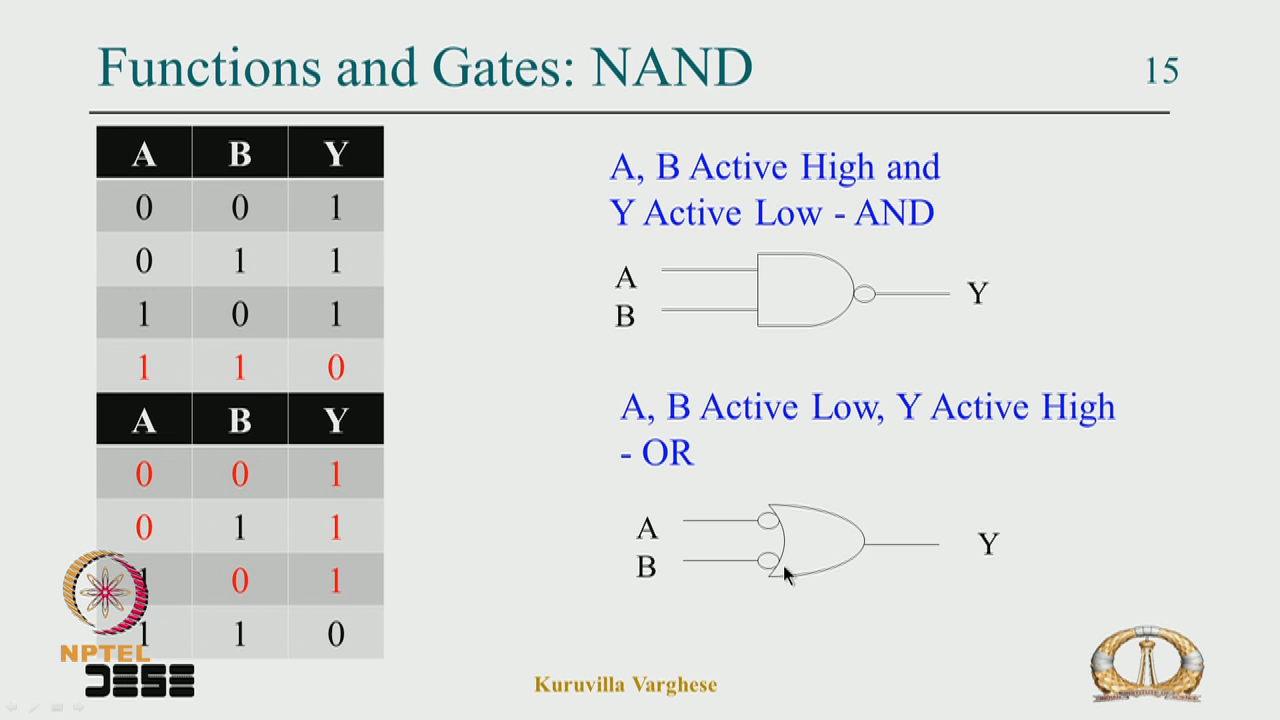 Functions and Gates: NAND
15
A B Y
0 0 1
0 1 1
1 0 1
1 1 0
A B Y
0 0 1
0 1 1
1 0 1
1 1 0
A, B Active High and
Y Active Low - AND
A
B
Y
A, B Active Low, Y Active High
- OR
A
B
Y
NPTEL
DESE
Kuruvilla Varghese